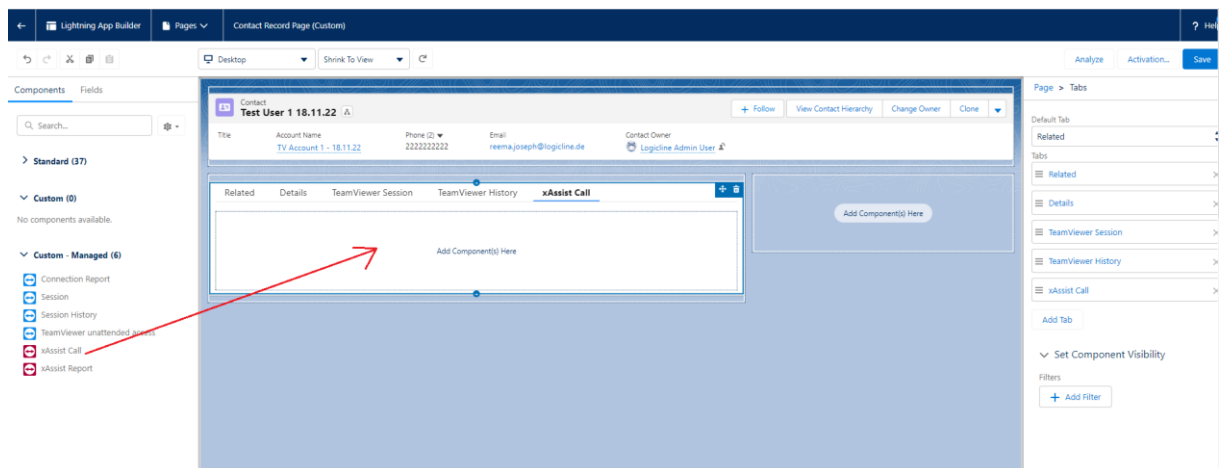 Lightning App Builder Pages Contact Record Page (Custom) ? Hel
Desktop Shrink To View Analyze Activation... Save
Components Fields
Search...
Standard (37)
Custom (0)
No components available.
Custom - Managed (6)
Connection Report
Session
Session History
TeamViewer unattended access
xAssist Call
xAssist Report
Contact
Test User 1 18.11.22
+ Follow View Contact Hierarchy Change Owner Clone
Title Account Name Phone (2) Email Contact Owner
TV Account 1 - 18.11.22 2222222222 reema.joseph@logicline.de Logicline Admin User
Related Details TeamViewer Session TeamViewer History xAssist Call
Add Component(s) Here
Add Component(s) Here
Page > Tabs
Default Tab
Related
Tabs
Related
Details
TeamViewer Session
TeamViewer History
xAssist Call
Add Tab
Set Component Visibility
Filters
+ Add Filter